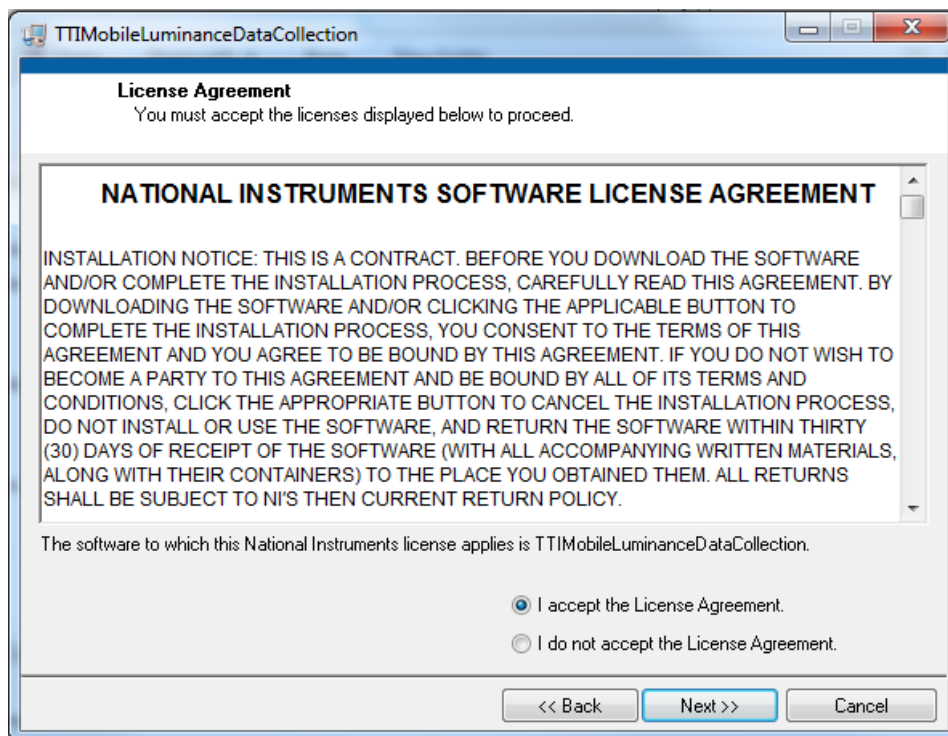 TTIMobileLuminanceDataCollection
License Agreement
You must accept the licenses displayed below to proceed.
NATIONAL INSTRUMENTS SOFTWARE LICENSE AGREEMENT
INSTALLATION NOTICE: THIS IS A CONTRACT. BEFORE YOU DOWNLOAD THE SOFTWARE
AND/OR COMPLETE THE INSTALLATION PROCESS, CAREFULLY READ THIS AGREEMENT. BY
DOWNLOADING THE SOFTWARE AND/OR CLICKING THE APPLICABLE BUTTON TO
COMPLETE THE INSTALLATION PROCESS, YOU CONSENT TO THE TERMS OF THIS
AGREEMENT AND YOU AGREE TO BE BOUND BY THIS AGREEMENT. IF YOU DO NOT WISH TO
BECOME A PARTY TO THIS AGREEMENT AND BE BOUND BY ALL OF ITS TERMS AND
CONDITIONS, CLICK THE APPROPRIATE BUTTON TO CANCEL THE INSTALLATION PROCESS,
DO NOT INSTALL OR USE THE SOFTWARE, AND RETURN THE SOFTWARE WITHIN THIRTY
(30) DAYS OF RECEIPT OF THE SOFTWARE (WITH ALL ACCOMPANYING WRITTEN MATERIALS,
ALONG WITH THEIR CONTAINERS) TO THE PLACE YOU OBTAINED THEM. ALL RETURNS
SHALL BE SUBJECT TO NI'S THEN CURRENT RETURN POLICY.
The software to which this National Instruments license applies is TTIMobileLuminanceDataCollection.
I accept the License Agreement.
I do not accept the License Agreement.
<< Back
Next >>
Cancel